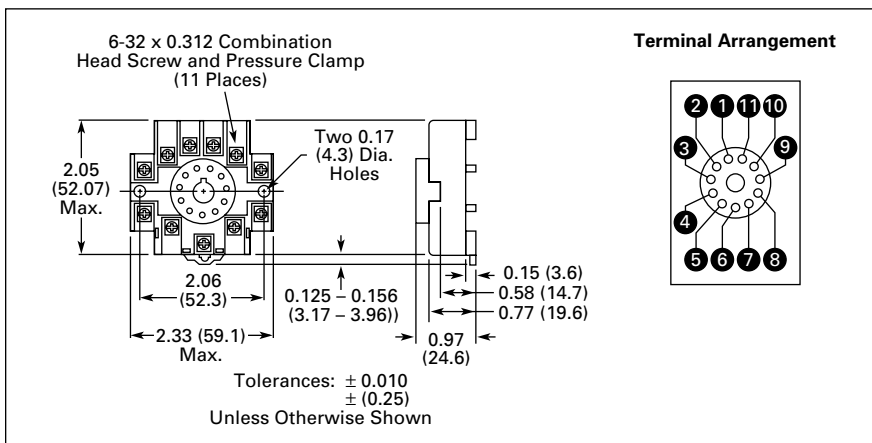 6-32 x 0.312 Combination
Head Screw and Pressure Clamp
(11 Places)
Two 0.17
(4.3) Dia.
Holes
2.05
(52.07)
Max.
2.06
(52.3)
2.33 (59.1)
Max.
0.125 – 0.156
(3.17 – 3.96))
0.15 (3.6)
0.58 (14.7)
0.77 (19.6)
0.97
(24.6)
Tolerances: ± 0.010
± (0.25)
Unless Otherwise Shown
Terminal Arrangement
2 1 11 10
3 9
4
5 6 7 8